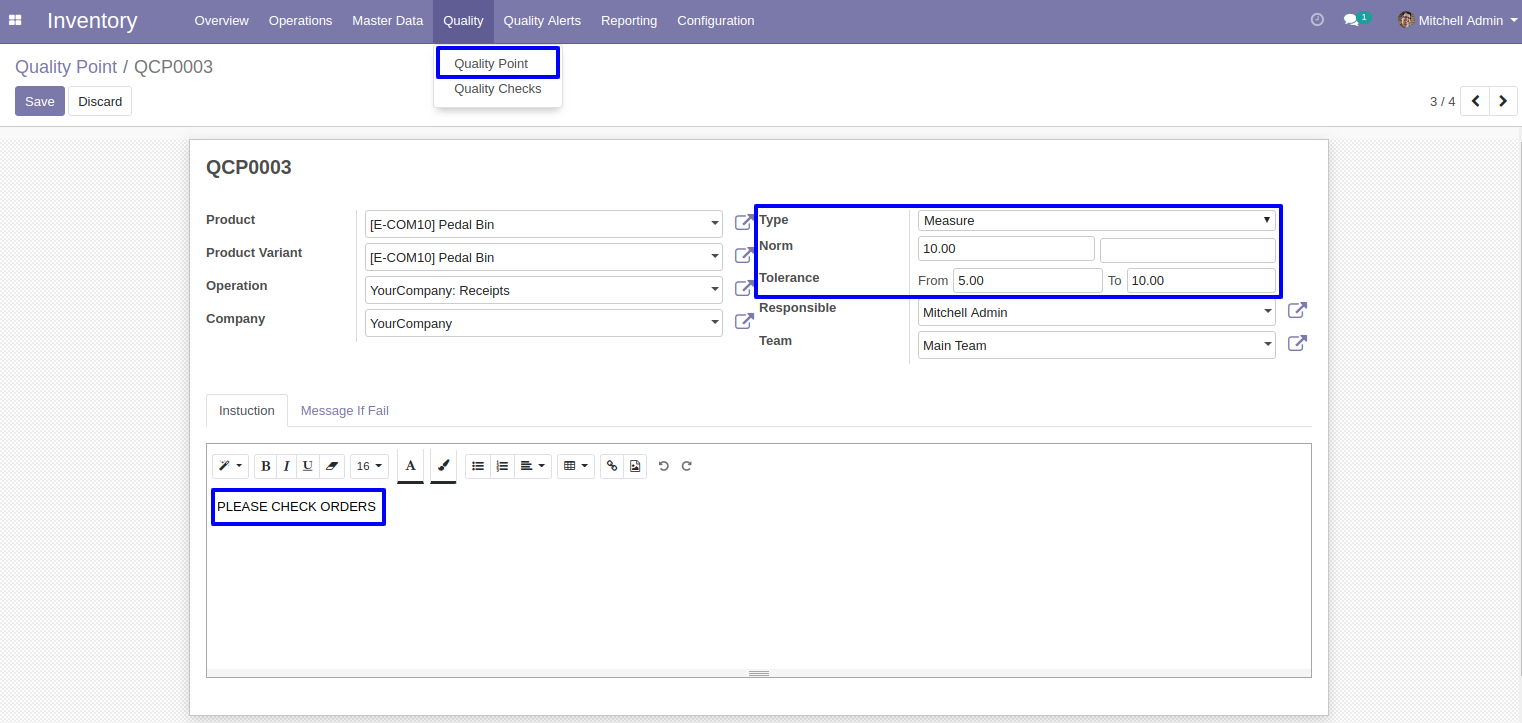 Inventory Overview Operations Master Data Quality Quality Alerts Reporting Configuration 1 Mitchell Admin
Quality Point / QCP0003
Quality Point
Quality Checks
Save Discard
3 / 4
QCP0003
Product [E-COM10] Pedal Bin
Product Variant [E-COM10] Pedal Bin
Operation YourCompany: Receipts
Company YourCompany
Type Measure
Norm 10.00
Tolerance From 5.00 To 10.00
Responsible Mitchell Admin
Team Main Team
Instuction Message If Fail
B I U 16 A
PLEASE CHECK ORDERS